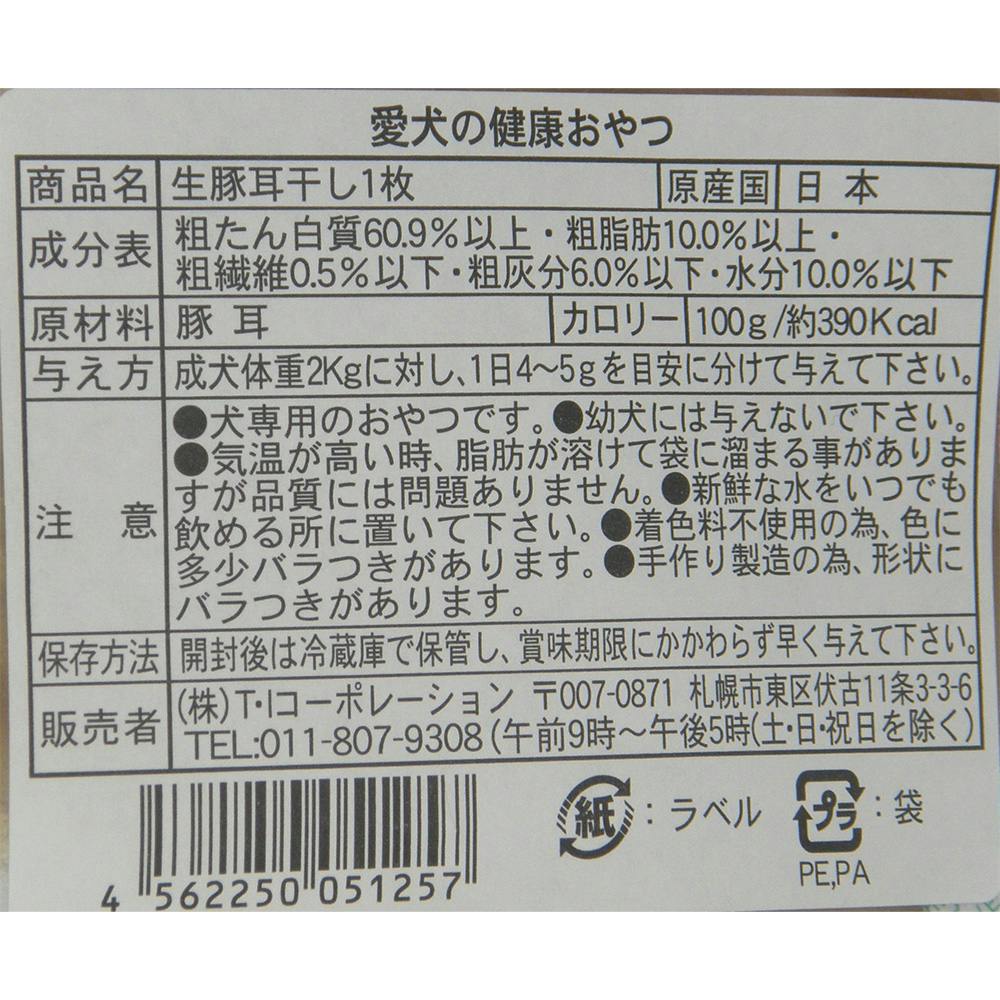 愛犬の健康おやつ
商品名 生豚耳干し1枚 原産国 日本
成分表 粗たん白質60.9%以上・粗脂肪10.0%以上・
粗繊維0.5%以下・粗灰分6.0%以下・水分10.0%以下
原材料 豚耳 カロリー 100g/約390Kcal
与え方 成犬体重2Kgに対し、1日4〜5gを目安に分けて与えて下さい。
注意 ●犬専用のおやつです。●幼犬には与えないで下さい。
●気温が高い時、脂肪が溶けて袋に溜まる事がありま
すが品質には問題ありません。●新鮮な水をいつでも
飲める所に置いて下さい。●着色料不使用の為、色に
多少バラつきがあります。●手作り製造の為、形状に
バラつきがあります。
保存方法 開封後は冷蔵庫で保管し、賞味期限にかかわらず早く与えて下さい。
販売者 (株)T・Iコーポレーション 〒007-0871 札幌市東区伏古11条3-3-6
TEL:011-807-9308(午前9時〜午後5時(土・日・祝日を除く)
紙:ラベル プラ:袋
PE,PA
4 562250 051257